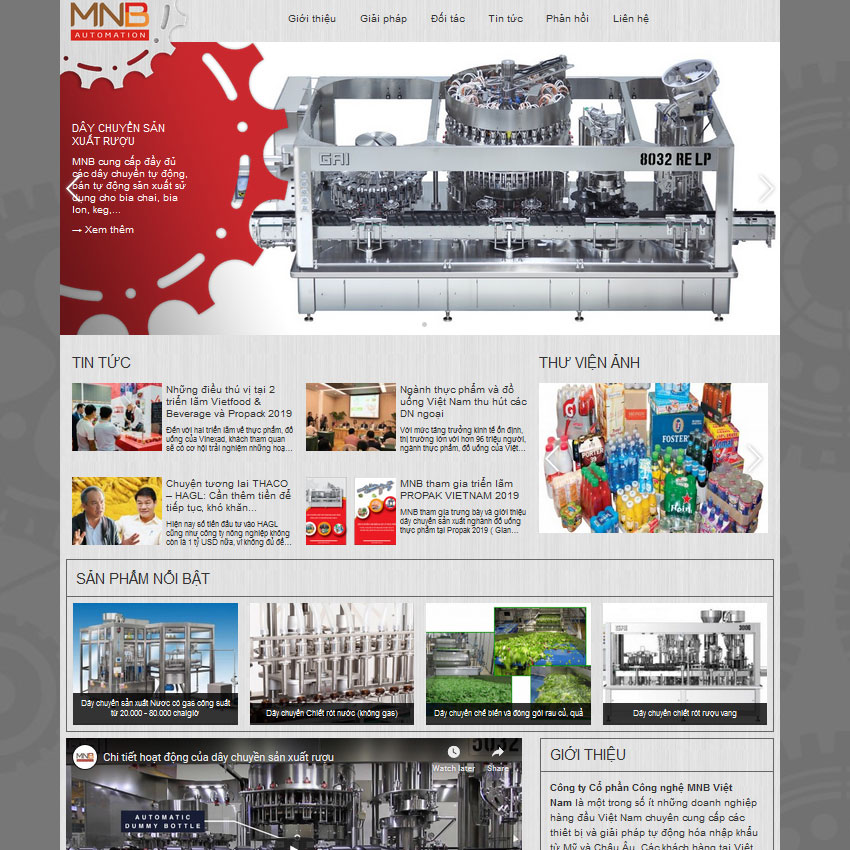 MNB
AUTOMATION
Giới thiệu Giải pháp Đối tác Tin tức Phản hồi Liên hệ
DÂY CHUYỀN SẢN
XUẤT RƯỢU
MNB cung cấp đầy đủ
các dây chuyền tự động,
bán tự động sản xuất sử
dụng cho bia chai, bia
lon, keg,...
→ Xem thêm
GAI
8032 RE LP
TIN TỨC
Những điều thú vị tại 2
triển lãm Vietfood &
Beverage và Propack 2019
Đến với hai triển lãm về thực phẩm, đồ
uống của Vinexad, khách tham quan
sẽ có cơ hội trải nghiệm những hoạ...
Ngành thực phẩm và đồ
uống Việt Nam thu hút các
DN ngoại
Với mức tăng trưởng kinh tế ổn định,
thị trường lớn với hơn 96 triệu người,
ngành thực phẩm, đồ uống của Việt...
Chuyện tương lai THACO
– HAGL: Cần thêm tiền để
tiếp tục, khó khăn...
Hiện nay số tiền đầu tư vào HAGL
cũng như công ty nông nghiệp không
còn là 1 tỷ USD nữa, vì không đủ để...
MNB tham gia triển lãm
PROPAK VIETNAM 2019
MNB tham gia trưng bày và giới thiệu
dây chuyền sản xuất nghành đồ uống
thực phẩm tại Propak 2019 ( Gian...
THƯ VIỆN ẢNH
FOSTER'S
SẢN PHẨM NỔI BẬT
Dây chuyền sản xuất Nước có gas công suất
từ 20.000 - 80.000 chai/giờ
Dây chuyền Chiết rót nước (không gas)
Dây chuyền chế biến và đóng gói rau củ, quả
Dây chuyền chiết rót rượu vang
MNB
Chi tiết hoạt động của dây chuyền sản xuất rượu
Watch later
Share
5032
AUTOMATIC
DUMMY BOTTLE
GIỚI THIỆU
Công ty Cổ phần Công nghệ MNB Việt
Nam là một trong số ít những doanh nghiệp
hàng đầu Việt Nam chuyên cung cấp các
thiết bị và giải pháp tự động hóa nhập khẩu
từ Mỹ và Châu Âu. Các khách hàng tại Việt